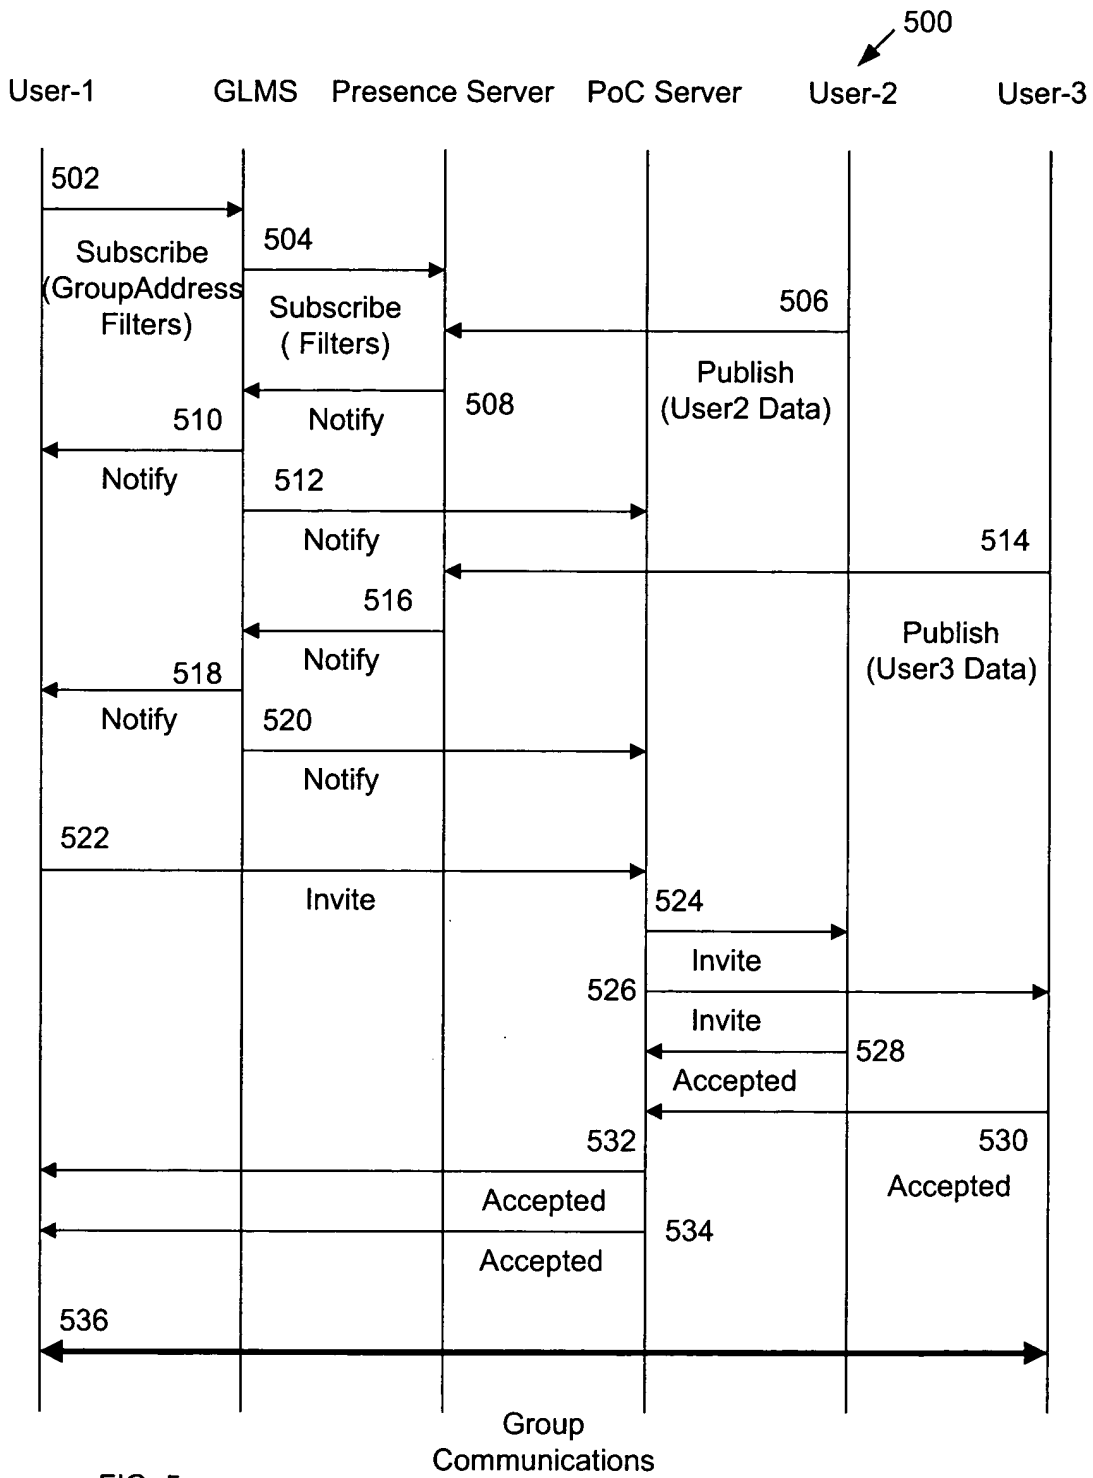 500
User-1 GLMS Presence Server PoC Server User-2 User-3
502
Subscribe
(GroupAddress
Filters)
504
Subscribe
( Filters)
506
Publish
(User2 Data)
508
Notify
510
Notify
512
Notify
514
Publish
(User3 Data)
516
Notify
518
Notify
520
Notify
522
Invite
524
Invite
526
Invite
528
Accepted
530
Accepted
532
Accepted
534
Accepted
536
Group
Communications